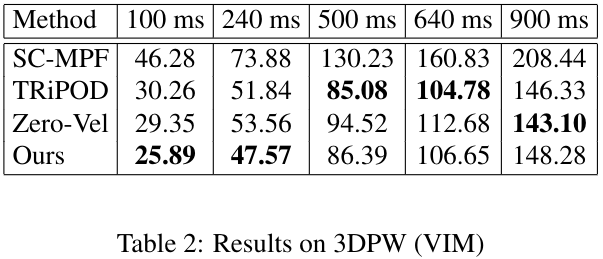 Method 100 ms 240 ms 500 ms 640 ms 900 ms
SC-MPF 46.28 73.88 130.23 160.83 208.44
TRiPOD 30.26 51.84 85.08 104.78 146.33
Zero-Vel 29.35 53.56 94.52 112.68 143.10
Ours 25.89 47.57 86.39 106.65 148.28
Table 2: Results on 3DPW (VIM)